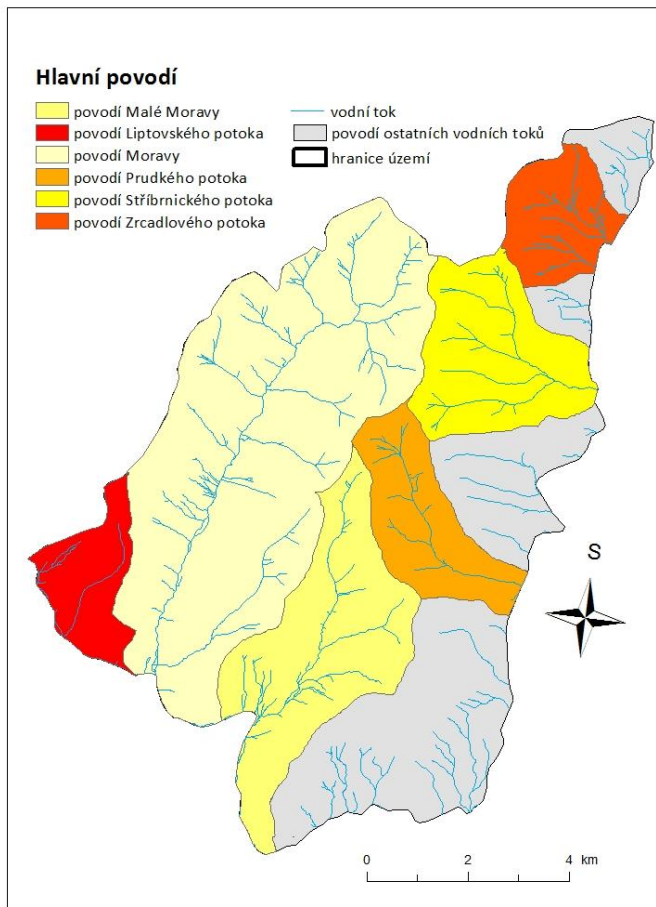 Hlavní povodí
povodí Malé Moravy
povodí Liptovského potoka
povodí Moravy
povodí Prudkého potoka
povodí Stříbrnického potoka
povodí Zrcadlového potoka
vodní tok
povodí ostatních vodních toků
hranice území
S
0 2 4 km